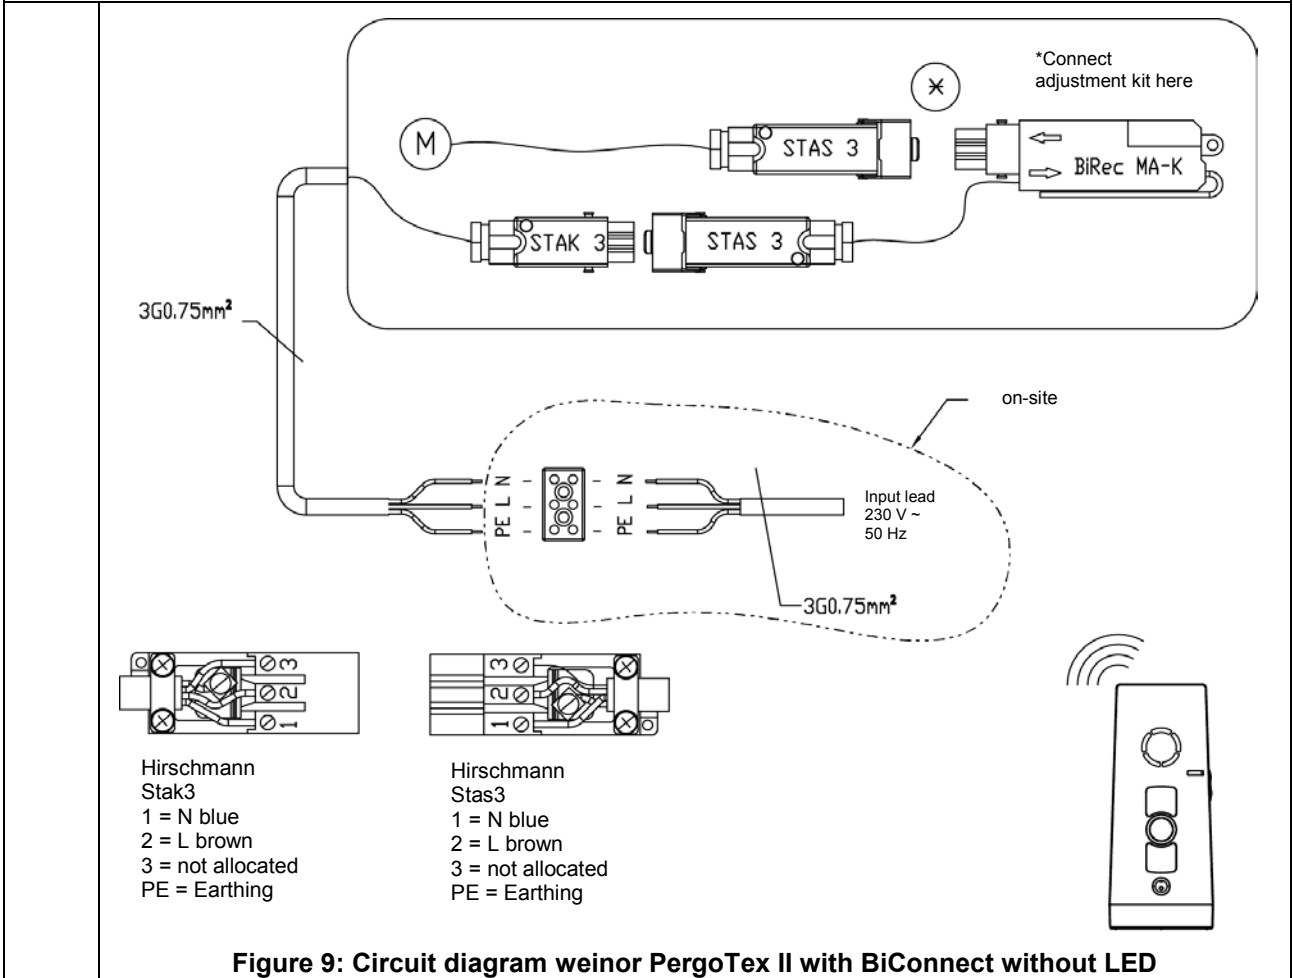 *Connect
adjustment kit here
M
STAS 3
BiRec MA-K
STAK 3
STAS 3
3G0.75mm²
on-site
N
L
PE
N
L
PE
Input lead
230 V ~
50 Hz
3G0.75mm²
3
2
1
3
2
1
Hirschmann
Stak3
1 = N blue
2 = L brown
3 = not allocated
PE = Earthing
Hirschmann
Stas3
1 = N blue
2 = L brown
3 = not allocated
PE = Earthing
Figure 9: Circuit diagram weinor PergoTex II with BiConnect without LED